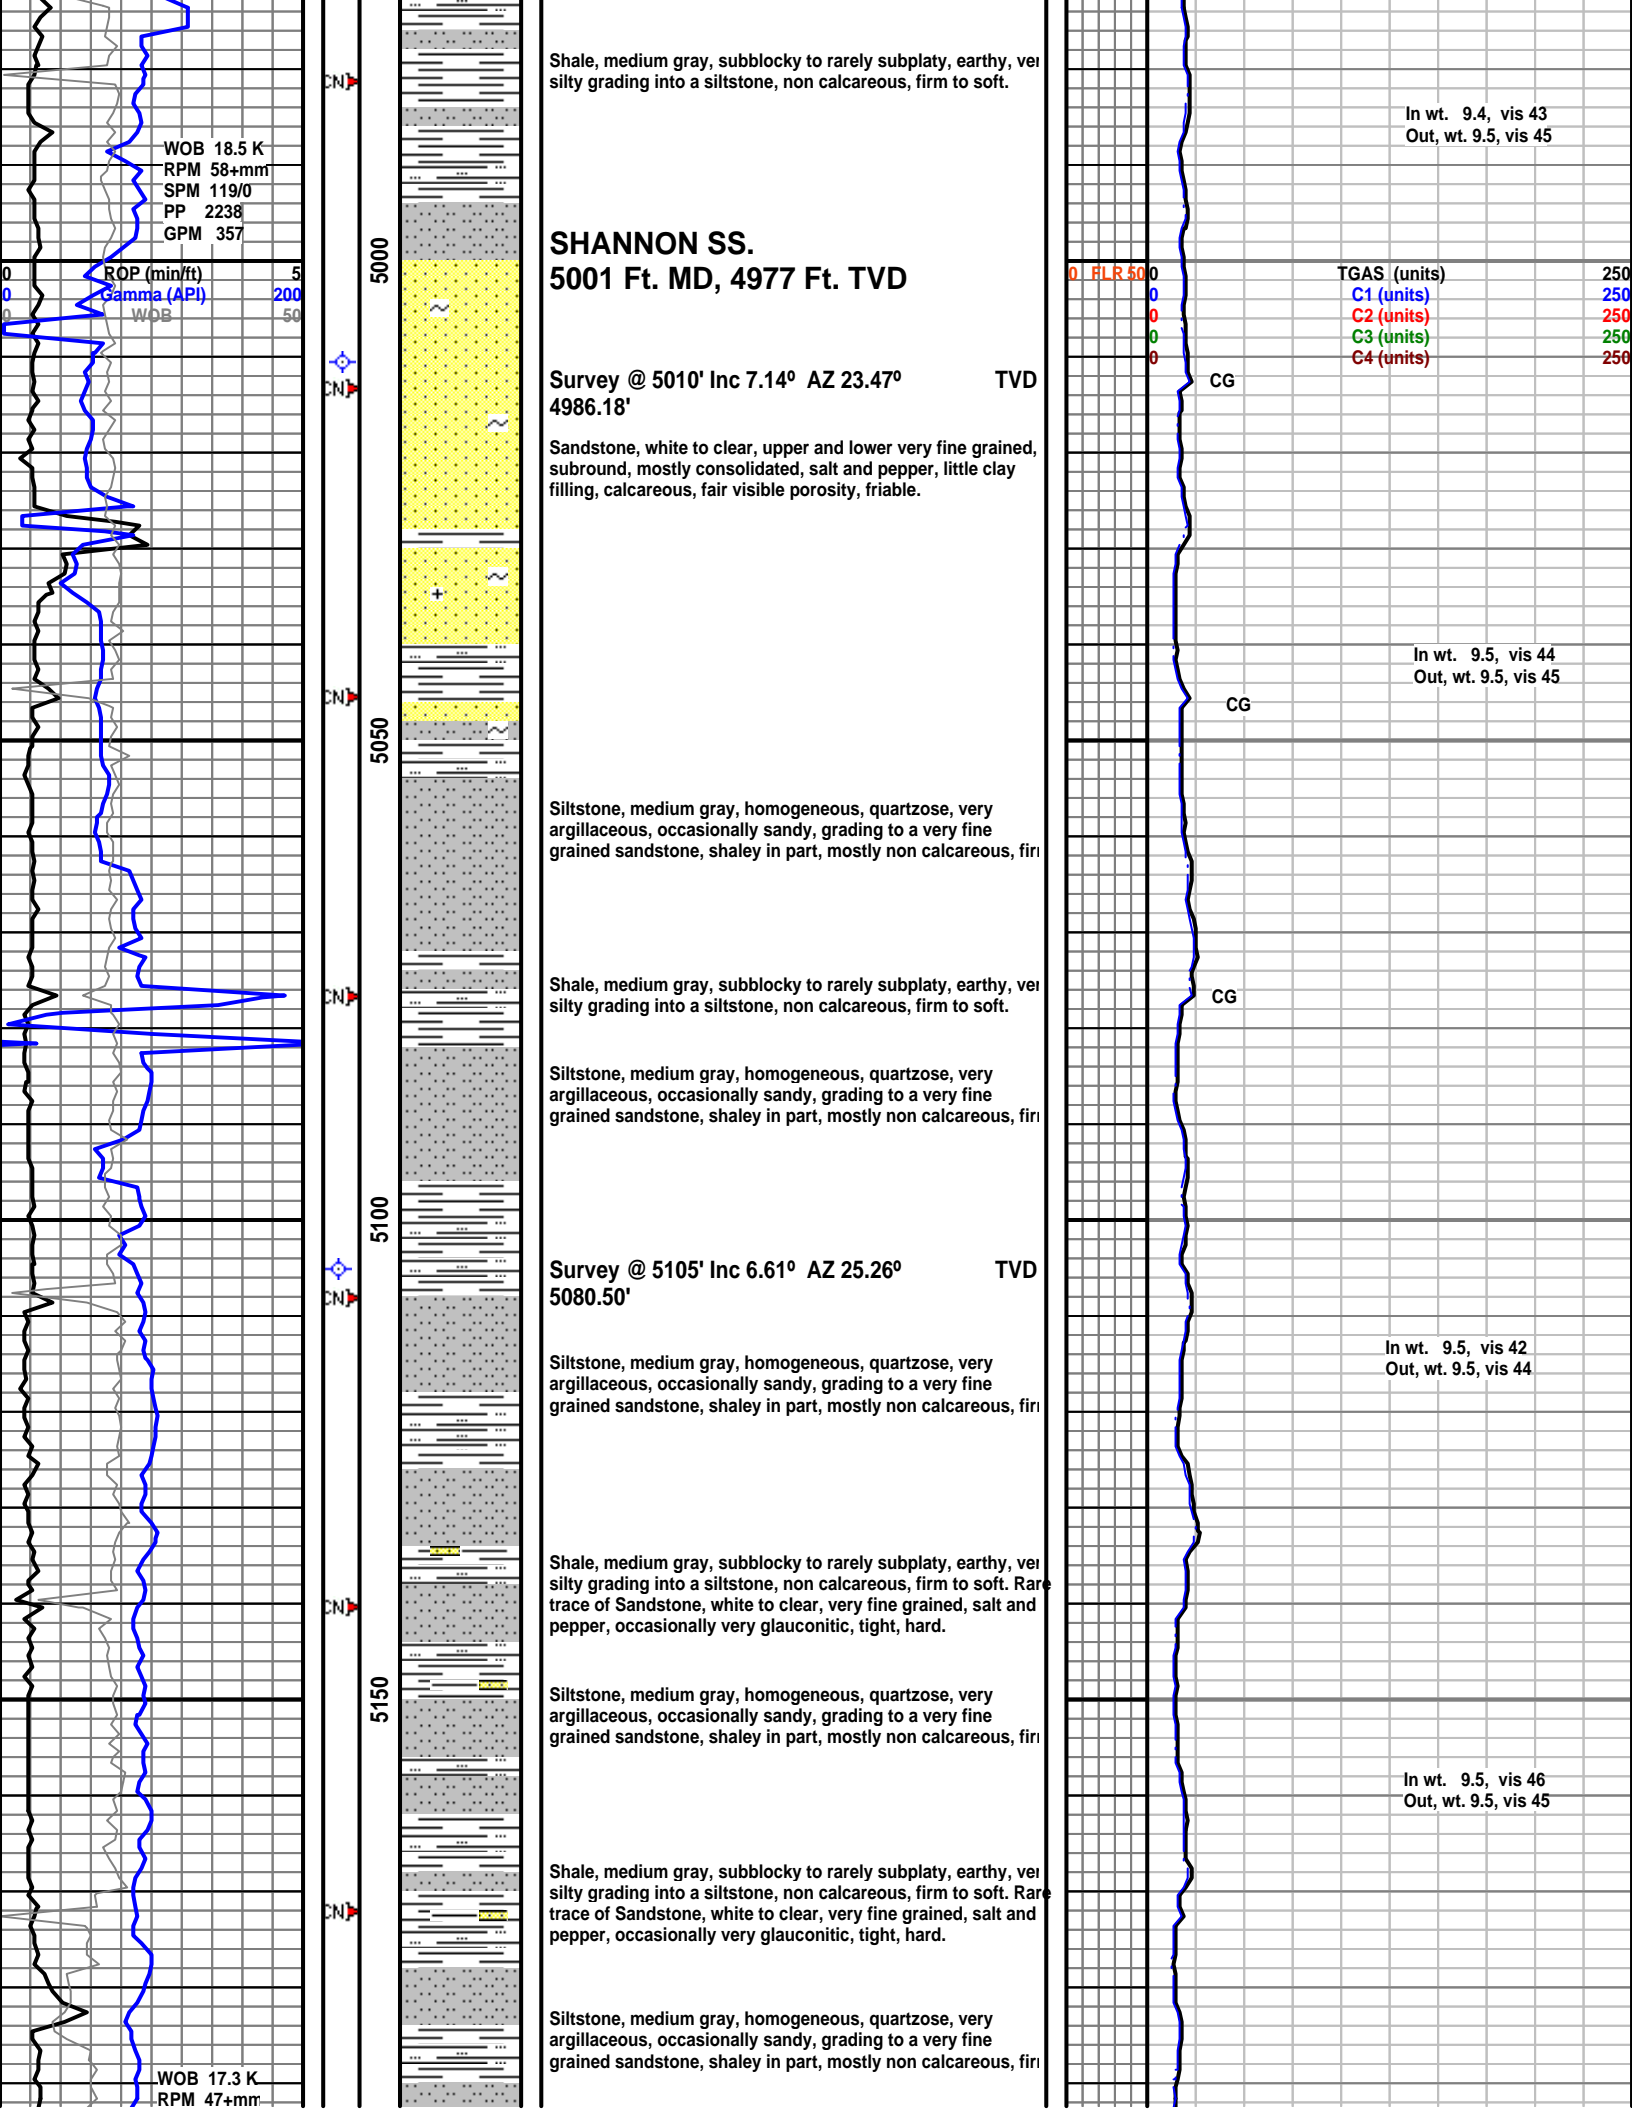 Shale, medium gray, subblocky to rarely subplaty, earthy, ver
silty grading into a siltstone, non calcareous, firm to soft.
CN]
In wt. 9.4, vis 43
Out, wt. 9.5, vis 45
WOB 18.5 K
RPM 58+mm
SPM 119/0
PP 2238
GPM 357
5000
SHANNON SS.
5001 Ft. MD, 4977 Ft. TVD
0 ROP (min/ft) 5
0 Gamma (API) 200
0 WOB 50
0 FLR 50
0 TGAS (units) 250
0 C1 (units) 250
0 C2 (units) 250
0 C3 (units) 250
0 C4 (units) 250
CN]
Survey @ 5010' Inc 7.14º AZ 23.47º TVD
4986.18'
CG
Sandstone, white to clear, upper and lower very fine grained,
subround, mostly consolidated, salt and pepper, little clay
filling, calcareous, fair visible porosity, friable.
In wt. 9.5, vis 44
Out, wt. 9.5, vis 45
CN]
CG
5050
Siltstone, medium gray, homogeneous, quartzose, very
argillaceous, occasionally sandy, grading to a very fine
grained sandstone, shaley in part, mostly non calcareous, fir
Shale, medium gray, subblocky to rarely subplaty, earthy, ver
silty grading into a siltstone, non calcareous, firm to soft.
CN]
CG
Siltstone, medium gray, homogeneous, quartzose, very
argillaceous, occasionally sandy, grading to a very fine
grained sandstone, shaley in part, mostly non calcareous, fir
5100
Survey @ 5105' Inc 6.61º AZ 25.26º TVD
5080.50'
CN]
In wt. 9.5, vis 42
Out, wt. 9.5, vis 44
Siltstone, medium gray, homogeneous, quartzose, very
argillaceous, occasionally sandy, grading to a very fine
grained sandstone, shaley in part, mostly non calcareous, fir
Shale, medium gray, subblocky to rarely subplaty, earthy, ver
silty grading into a siltstone, non calcareous, firm to soft. Rare
trace of Sandstone, white to clear, very fine grained, salt and
pepper, occasionally very glauconitic, tight, hard.
CN]
5150
Siltstone, medium gray, homogeneous, quartzose, very
argillaceous, occasionally sandy, grading to a very fine
grained sandstone, shaley in part, mostly non calcareous, fir
In wt. 9.5, vis 46
Out, wt. 9.5, vis 45
Shale, medium gray, subblocky to rarely subplaty, earthy, ver
silty grading into a siltstone, non calcareous, firm to soft. Rare
trace of Sandstone, white to clear, very fine grained, salt and
pepper, occasionally very glauconitic, tight, hard.
CN]
Siltstone, medium gray, homogeneous, quartzose, very
argillaceous, occasionally sandy, grading to a very fine
grained sandstone, shaley in part, mostly non calcareous, fir
WOB 17.3 K
RPM 47+mm